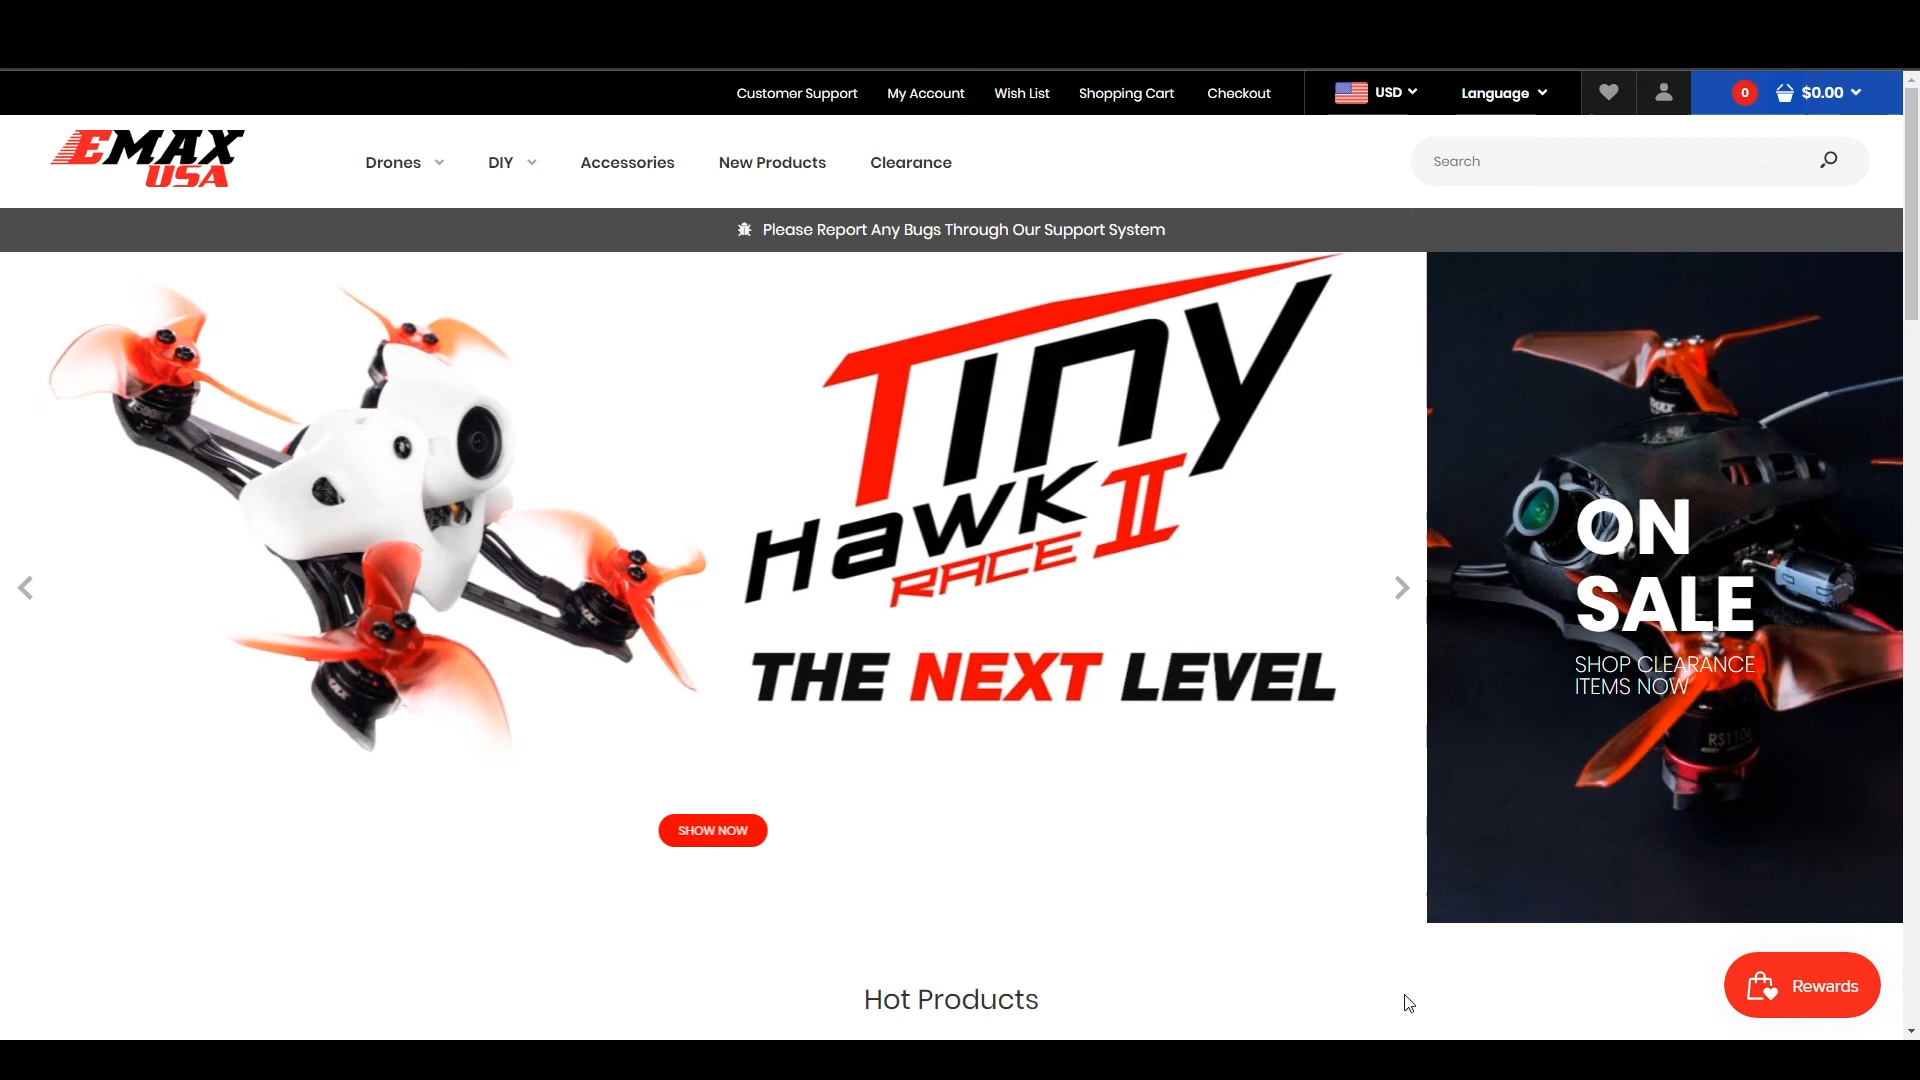 Customer Support My Account Wish List Shopping Cart Checkout USD Language 0 $0.00
EMAX
USA
Drones DIY Accessories New Products Clearance Search
Please Report Any Bugs Through Our Support System
TINY
HAWK II
RACE
THE NEXT LEVEL
SHOW NOW
ON
SALE
SHOP CLEARANCE
ITEMS NOW
Hot Products
Rewards